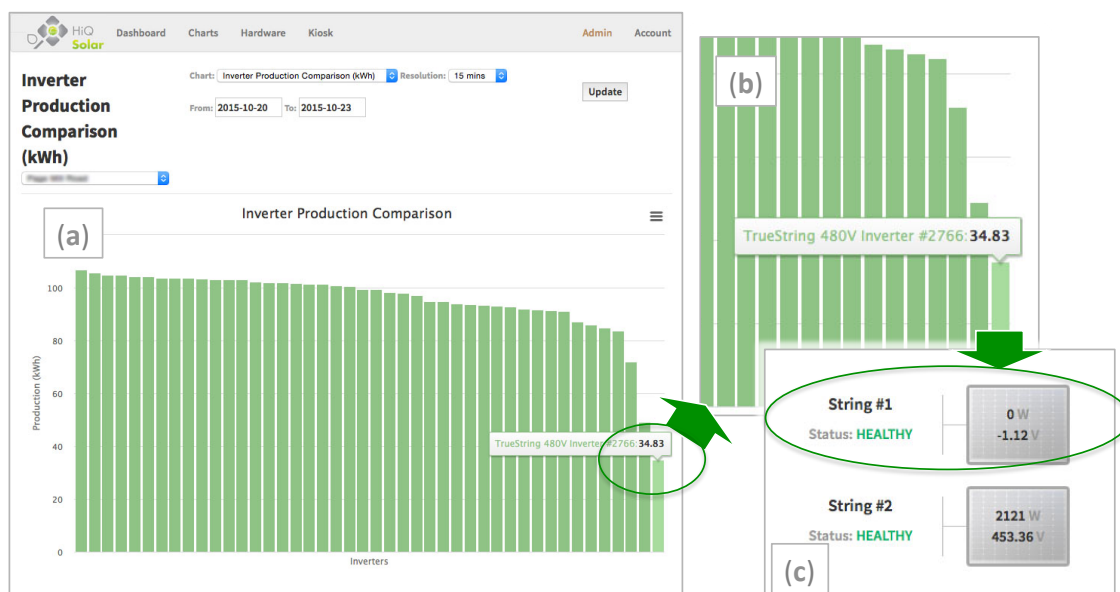 HiQ
Solar
Dashboard Charts Hardware Kiosk Admin Account
Inverter
Production
Comparison
(kWh)
Chart: Inverter Production Comparison (kWh) Resolution: 15 mins
From: 2015-10-20 To: 2015-10-23
Update
(a)
Inverter Production Comparison
100
80
60
40
20
0
Production (kWh)
Inverters
TrueString 480V Inverter #2766: 34.83
(b)
TrueString 480V Inverter #2766: 34.83
String #1
Status: HEALTHY
0 W
-1.12 V
String #2
Status: HEALTHY
2121 W
453.36 V
(c)